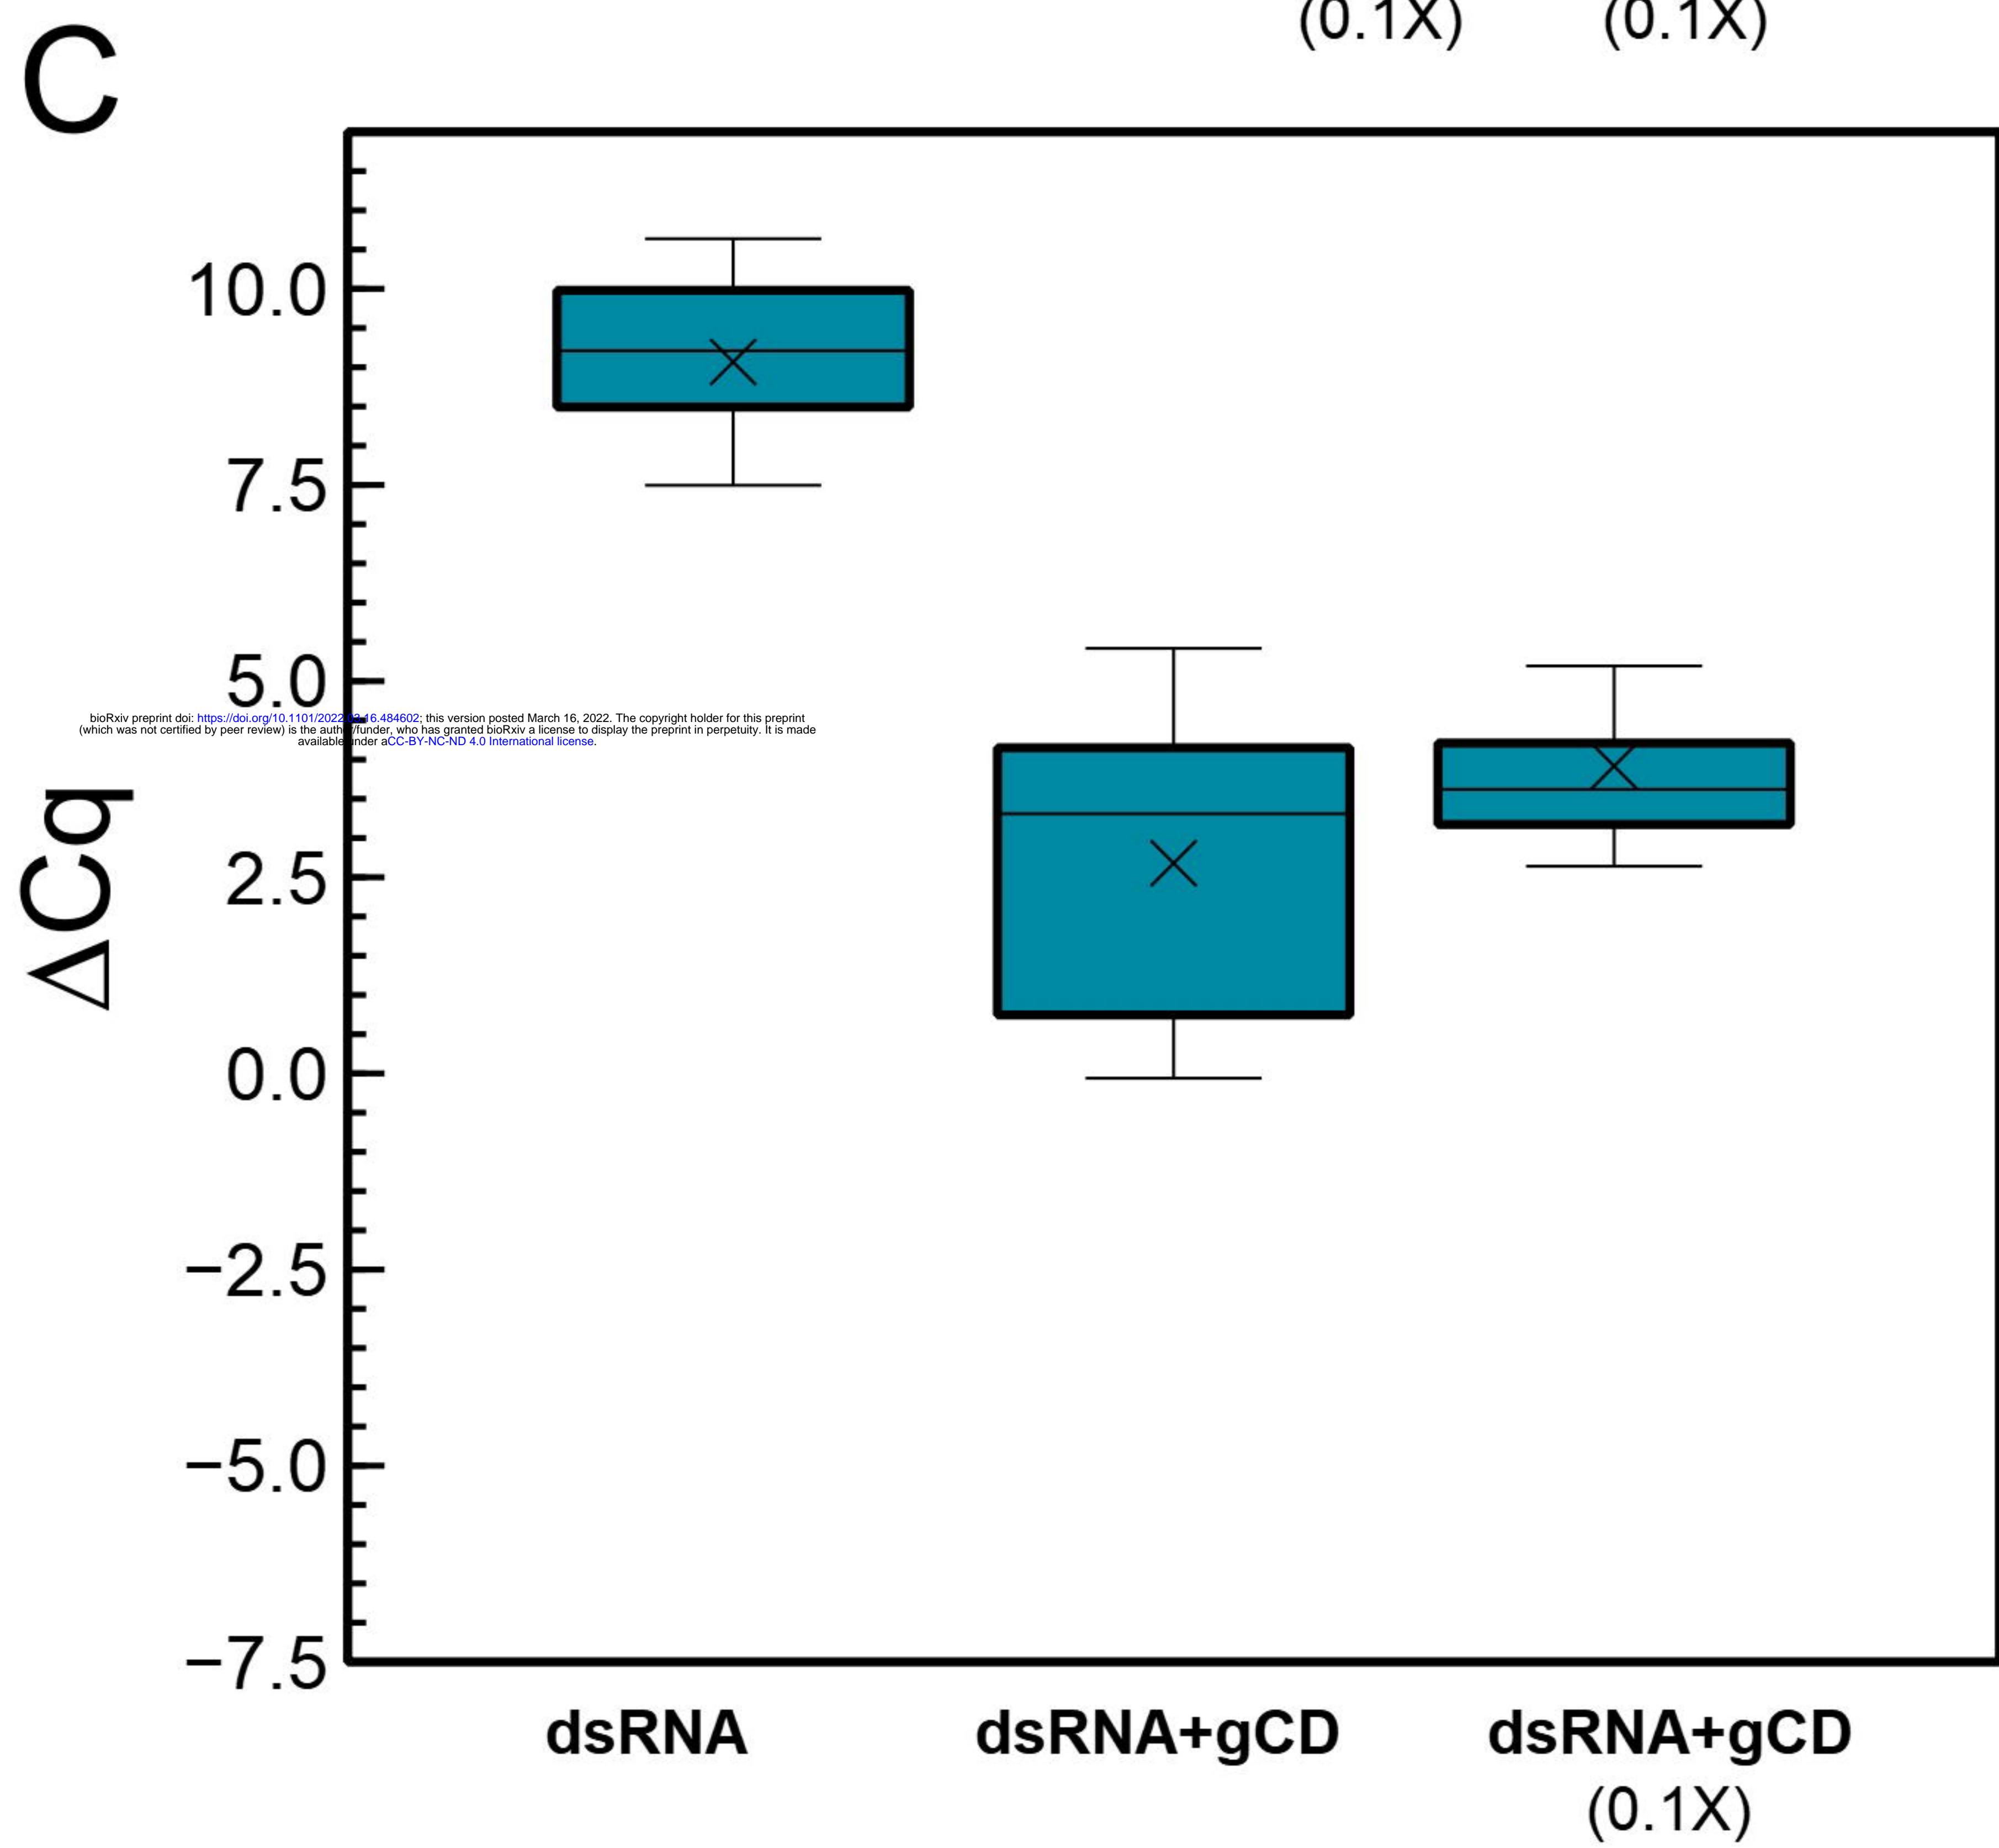 C
(0.1X) (0.1X)
10.0
7.5
5.0
bioRxiv preprint doi: https://doi.org/10.1101/2022.03.16.484602; this version posted March 16, 2022. The copyright holder for this preprint
(which was not certified by peer review) is the author/funder, who has granted bioRxiv a license to display the preprint in perpetuity. It is made
available under aCC-BY-NC-ND 4.0 International license.
ΔCq
2.5
0.0
−2.5
−5.0
−7.5
dsRNA dsRNA+gCD dsRNA+gCD
(0.1X)